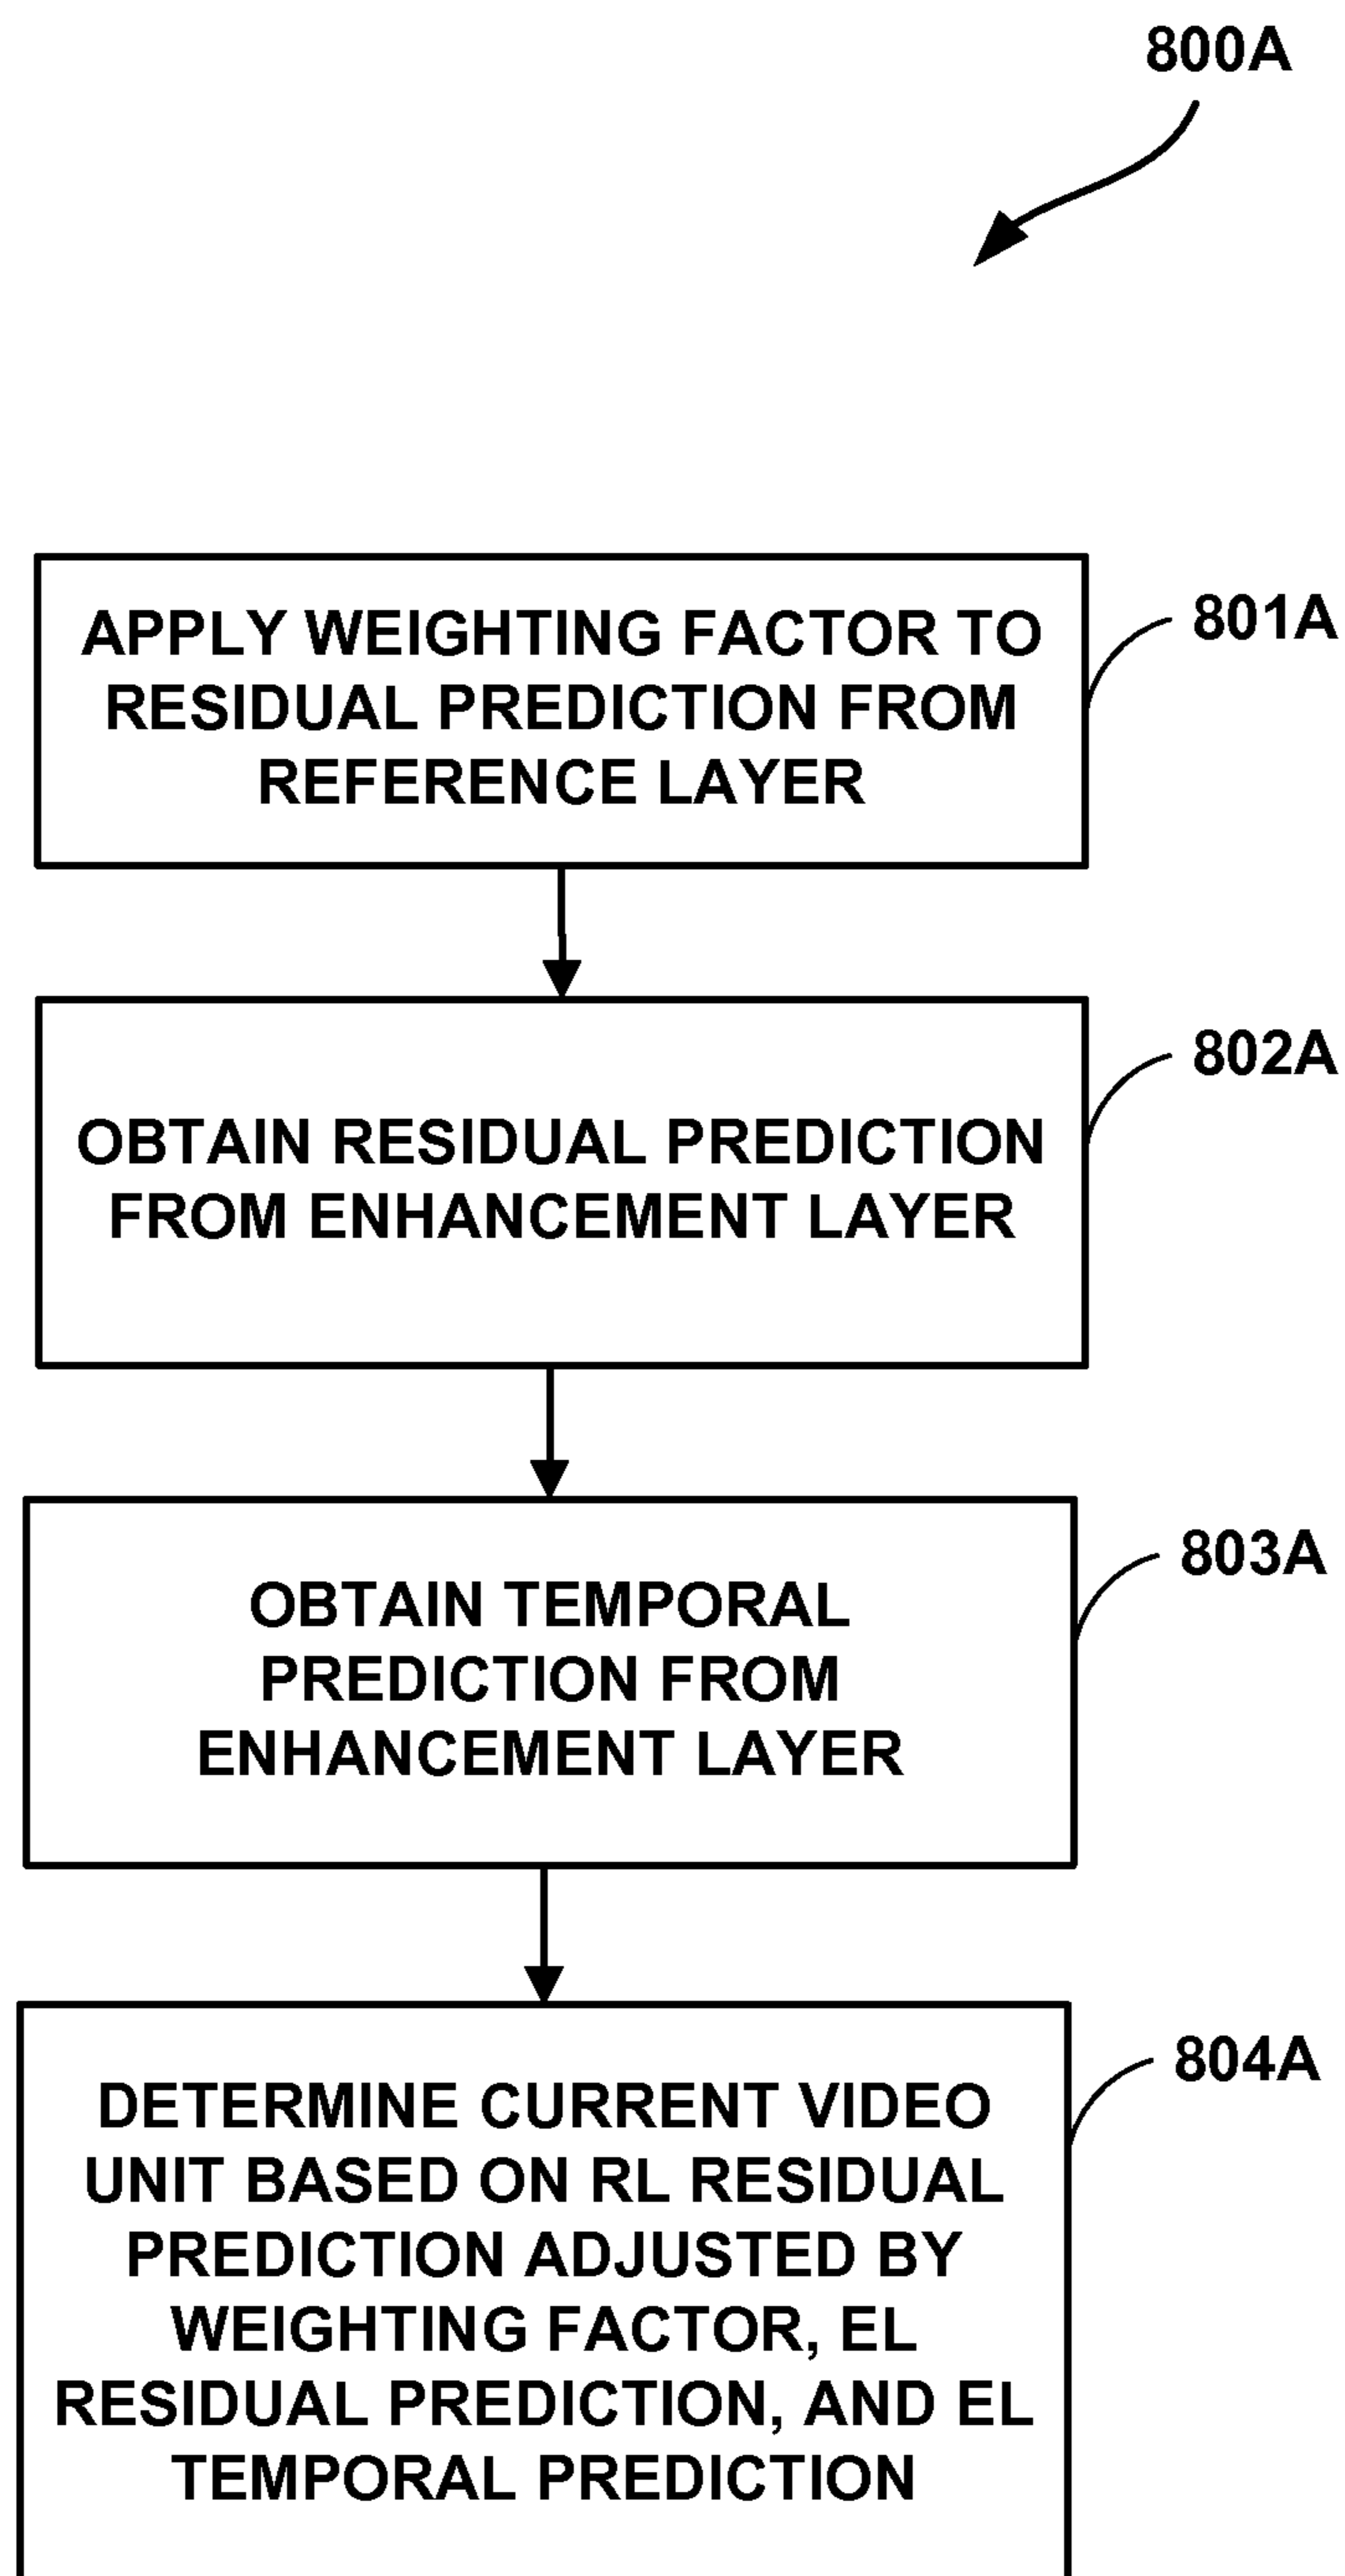 800A
APPLY WEIGHTING FACTOR TO
RESIDUAL PREDICTION FROM
REFERENCE LAYER
801A
OBTAIN RESIDUAL PREDICTION
FROM ENHANCEMENT LAYER
802A
OBTAIN TEMPORAL
PREDICTION FROM
ENHANCEMENT LAYER
803A
DETERMINE CURRENT VIDEO
UNIT BASED ON RL RESIDUAL
PREDICTION ADJUSTED BY
WEIGHTING FACTOR, EL
RESIDUAL PREDICTION, AND EL
TEMPORAL PREDICTION
804A